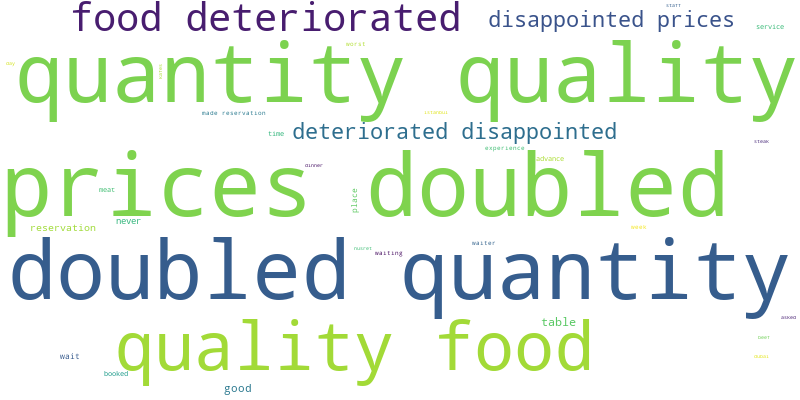 staff
food deteriorated
disappointed prices
service
worst
quantity quality
made reservation
time
deteriorated disappointed
steak
experience
advance
dinner
prices doubled
meat
place
never
reservation
waiter
nusret
waiting
doubled quantity
asked
table
quality food
wait
booked
good